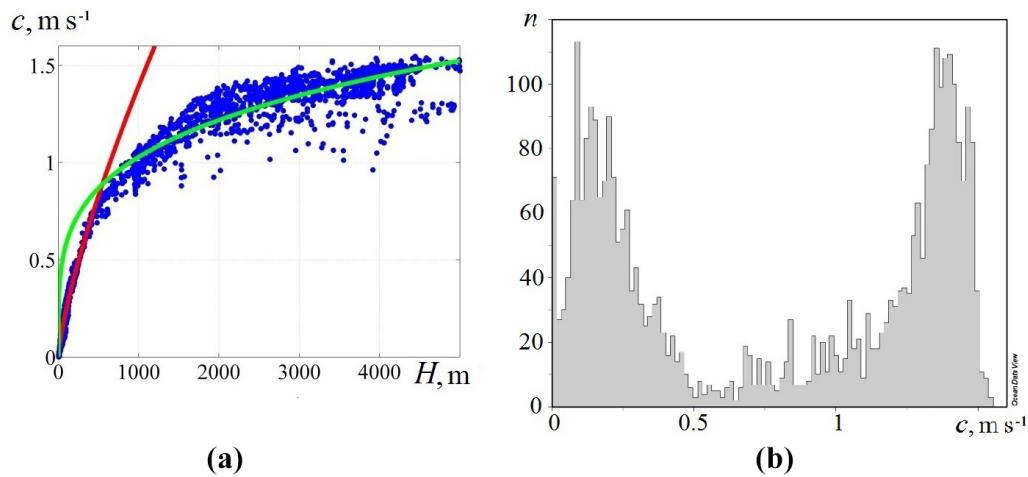 c, m s⁻¹
1.5
1
0.5
0
0 1000 2000 3000 4000 H, m
(a)
n
100
80
60
40
20
0
0 0.5 1 c, m s⁻¹
Ocean Data View
(b)